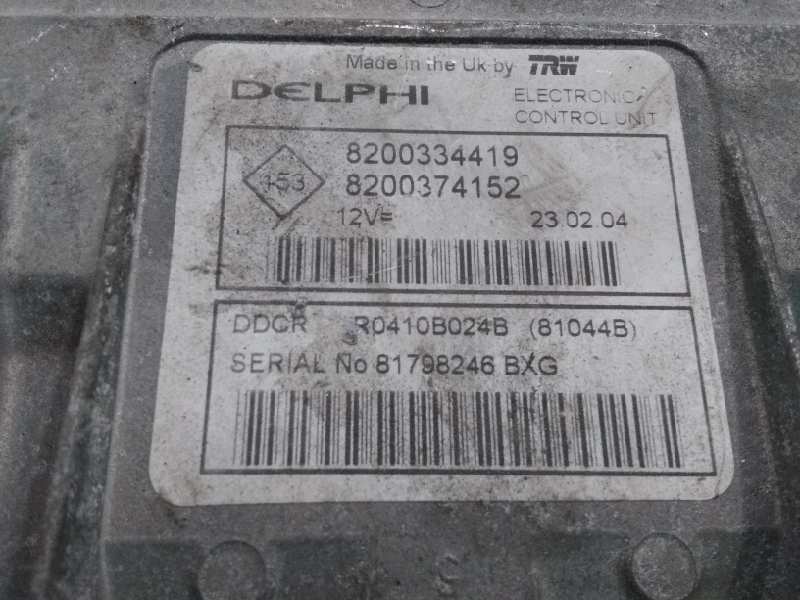 Made in the Uk by TRW
DELPHI
ELECTRONIC
CONTROL UNIT
153
8200334419
8200374152
12V=
23.02.04
DDCR R0410B024B (81044B)
SERIAL No 81798246 BXG